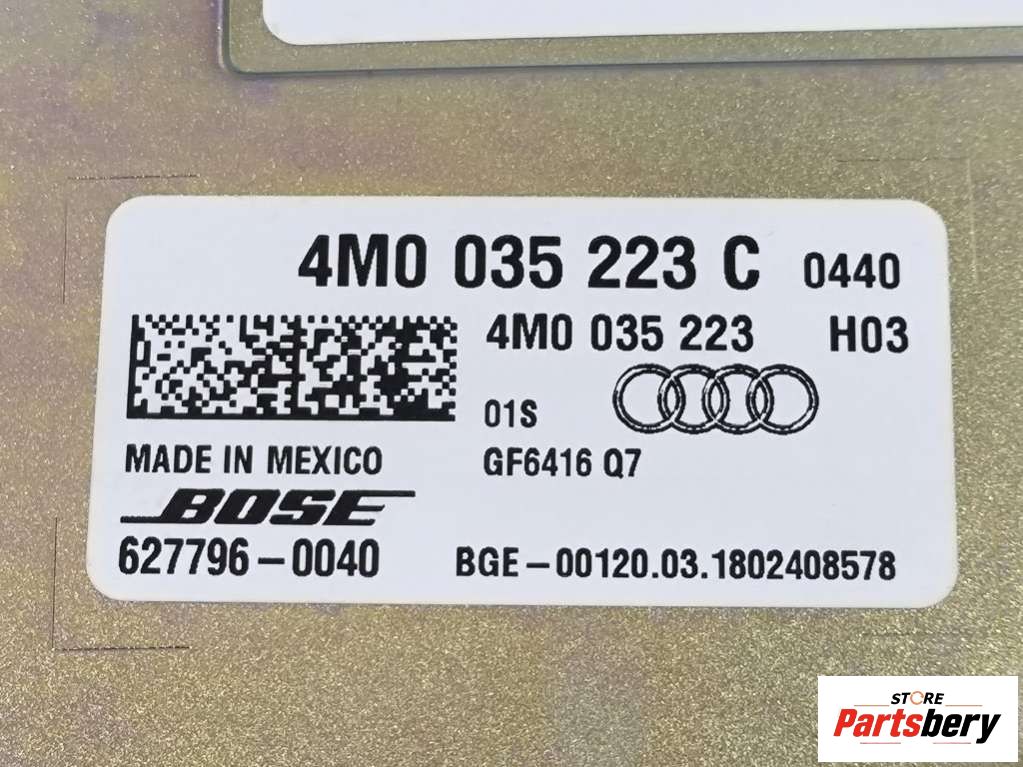 4M0 035 223 C 0440
4M0 035 223 H03
01S
MADE IN MEXICO GF6416 Q7
BOSE
627796-0040 BGE-00120.03.1802408578
STORE
Partsbery